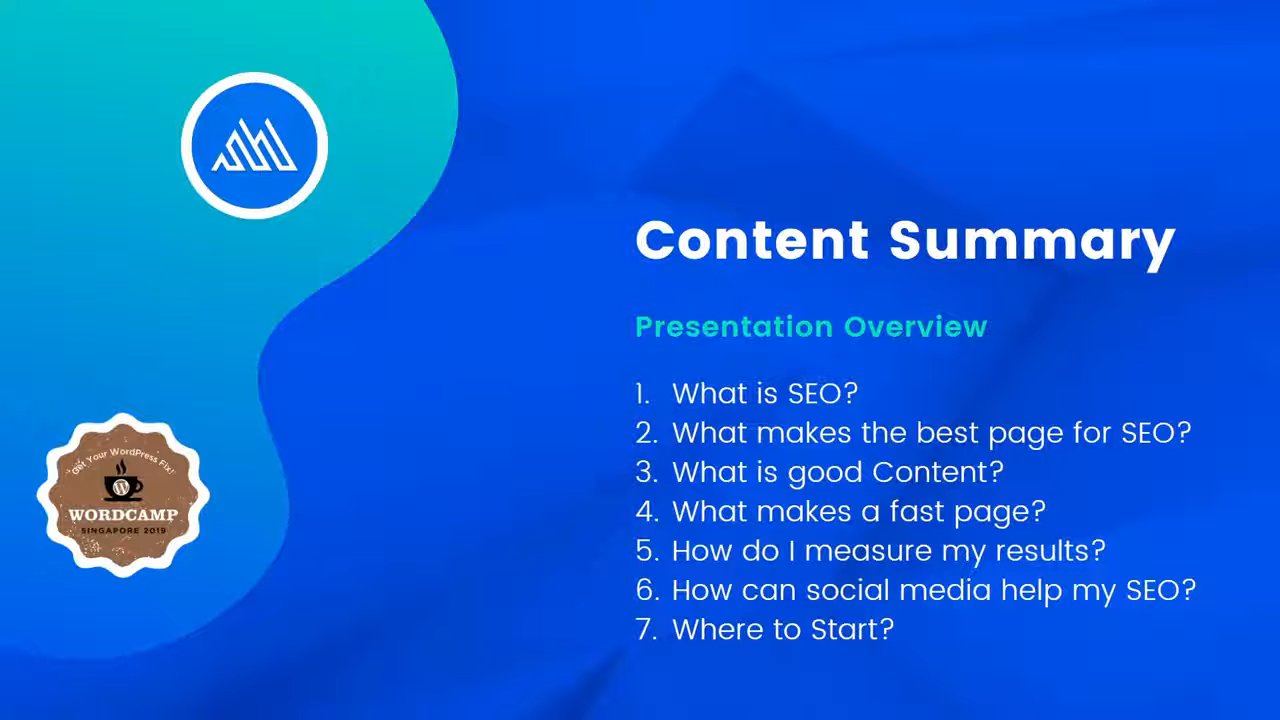 Content Summary
Presentation Overview
1. What is SEO?
2. What makes the best page for SEO?
3. What is good Content?
4. What makes a fast page?
5. How do I measure my results?
6. How can social media help my SEO?
7. Where to Start?
Get Your WordPress Fix!
WORDCAMP
SINGAPORE 2019